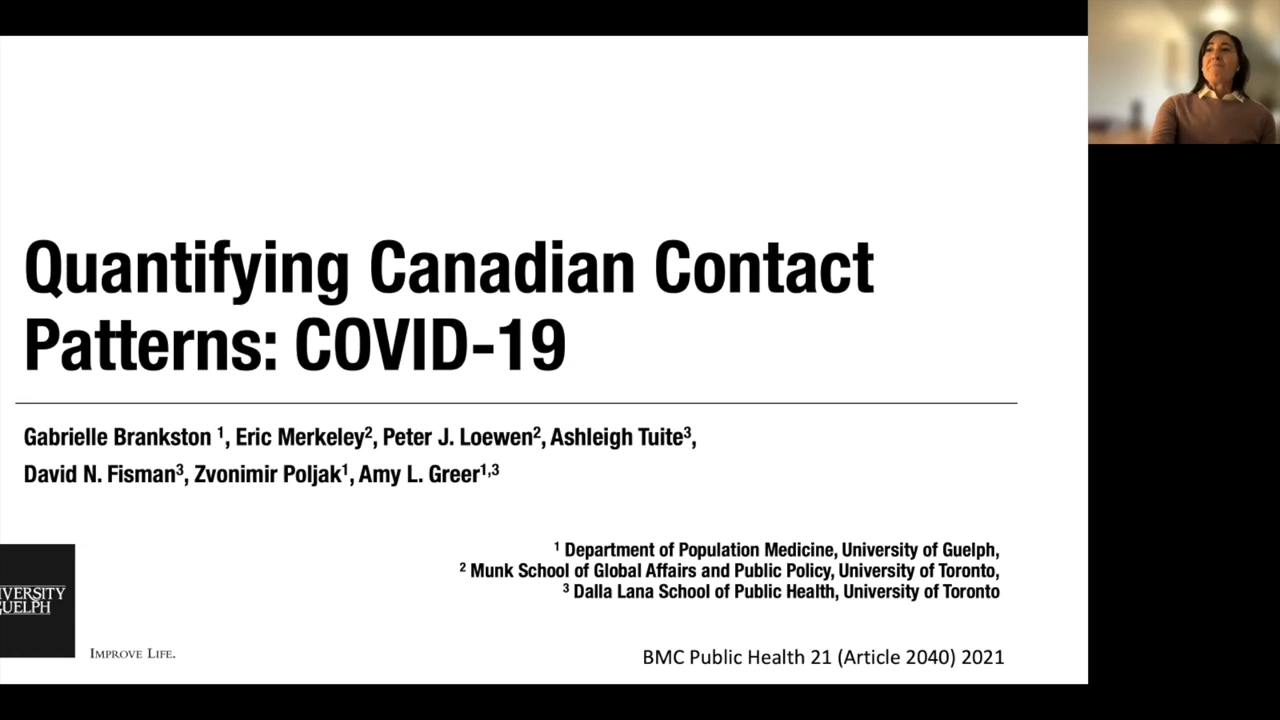 Quantifying Canadian Contact
Patterns: COVID-19
Gabrielle Brankston ¹, Eric Merkeley², Peter J. Loewen², Ashleigh Tuite³,
David N. Fisman³, Zvonimir Poljak¹, Amy L. Greer¹,³
¹ Department of Population Medicine, University of Guelph,
² Munk School of Global Affairs and Public Policy, University of Toronto,
³ Dalla Lana School of Public Health, University of Toronto
IVERSITY
GUELPH
IMPROVE LIFE.
BMC Public Health 21 (Article 2040) 2021